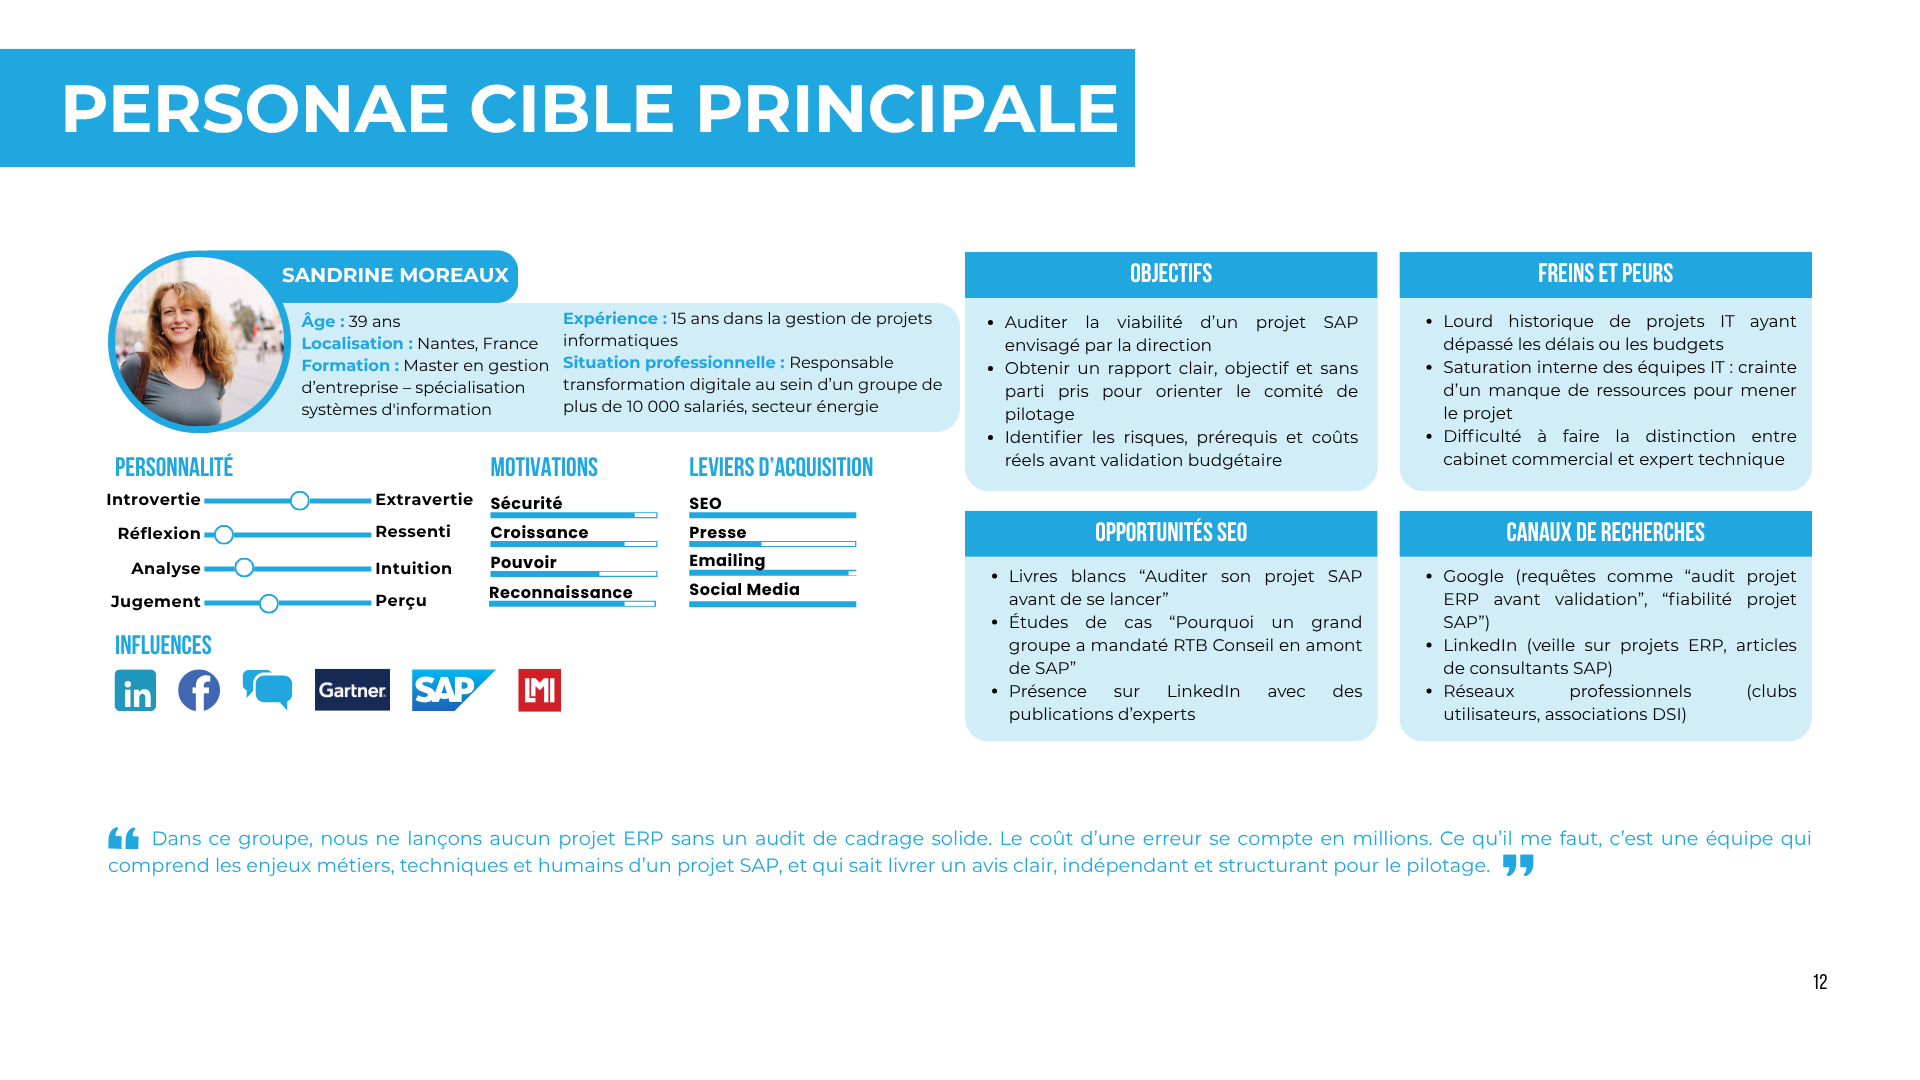 PERSONAE CIBLE PRINCIPALE
SANDRINE MOREAUX
Âge : 39 ans
Localisation : Nantes, France
Formation : Master en gestion
d’entreprise – spécialisation
systèmes d'information
Expérience : 15 ans dans la gestion de projets
informatiques
Situation professionnelle : Responsable
transformation digitale au sein d’un groupe de
plus de 10 000 salariés, secteur énergie
PERSONNALITÉ
Introvertie Extravertie
Réflexion Ressenti
Analyse Intuition
Jugement Perçu
MOTIVATIONS
Sécurité
Croissance
Pouvoir
Reconnaissance
LEVIERS D’ACQUISITION
SEO
Presse
Emailing
Social Media
INFLUENCES
in f Gartner SAP LMI
OBJECTIFS
• Auditer la viabilité d’un projet SAP
envisagé par la direction
• Obtenir un rapport clair, objectif et sans
parti pris pour orienter le comité de
pilotage
• Identifier les risques, prérequis et coûts
réels avant validation budgétaire
FREINS ET PEURS
• Lourd historique de projets IT ayant
dépassé les délais ou les budgets
• Saturation interne des équipes IT : crainte
d’un manque de ressources pour mener
le projet
• Difficulté à faire la distinction entre
cabinet commercial et expert technique
OPPORTUNITÉS SEO
• Livres blancs “Auditer son projet SAP
avant de se lancer”
• Études de cas “Pourquoi un grand
groupe a mandaté RTB Conseil en amont
de SAP”
• Présence sur LinkedIn avec des
publications d’experts
CANAUX DE RECHERCHES
• Google (requêtes comme “audit projet
ERP avant validation”, “fiabilité projet
SAP”)
• LinkedIn (veille sur projets ERP, articles
de consultants SAP)
• Réseaux professionnels (clubs
utilisateurs, associations DSI)
“ Dans ce groupe, nous ne lançons aucun projet ERP sans un audit de cadrage solide. Le coût d’une erreur se compte en millions. Ce qu’il me faut, c’est une équipe qui
comprend les enjeux métiers, techniques et humains d’un projet SAP, et qui sait livrer un avis clair, indépendant et structurant pour le pilotage. ”
12